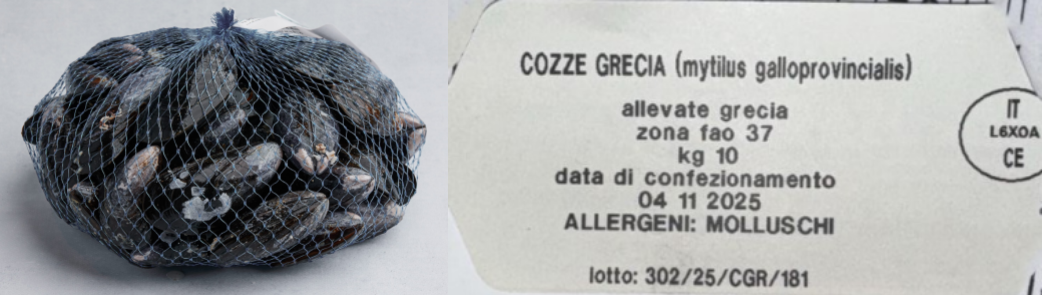 COZZE GRECIA (mytilus galloprovincialis)
allevate grecia
zona fao 37
kg 10
data di confezionamento
04 11 2025
ALLERGENI: MOLLUSCHI
lotto: 302/25/CGR/181
IT
L6X0A
CE